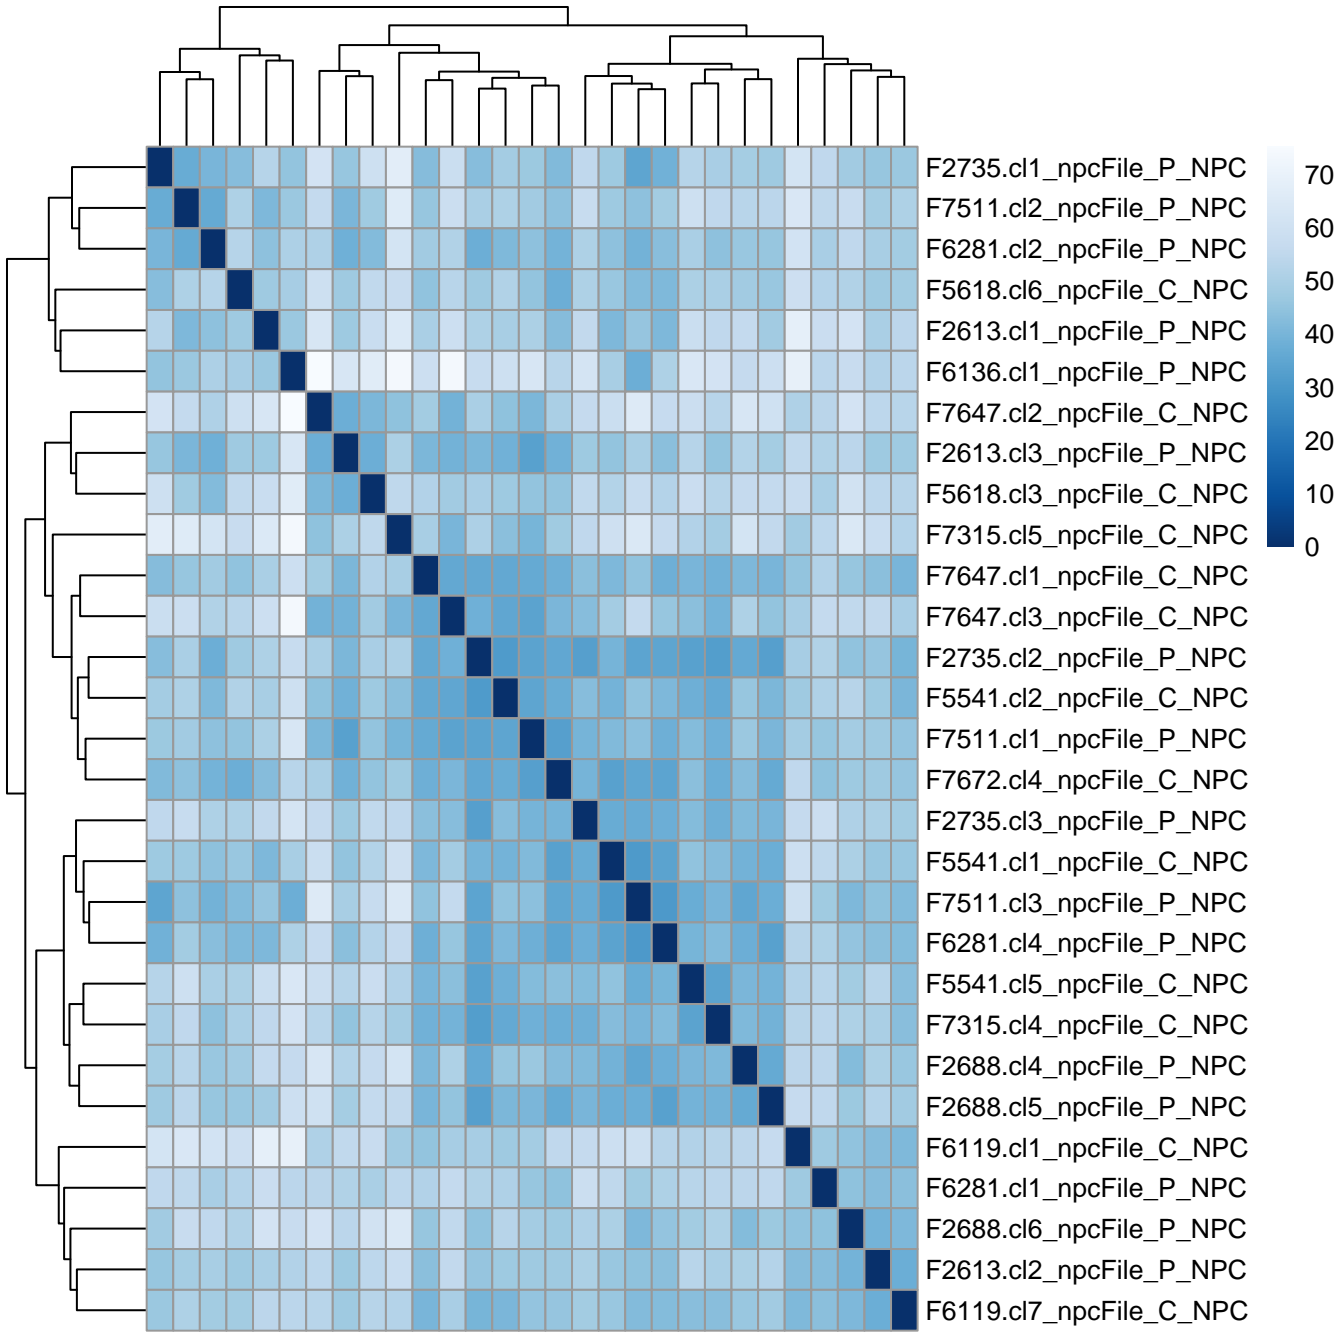 F2735.cl1_npcFile_P_NPC
F7511.cl2_npcFile_P_NPC
F6281.cl2_npcFile_P_NPC
F5618.cl6_npcFile_C_NPC
F2613.cl1_npcFile_P_NPC
F6136.cl1_npcFile_P_NPC
F7647.cl2_npcFile_C_NPC
F2613.cl3_npcFile_P_NPC
F5618.cl3_npcFile_C_NPC
F7315.cl5_npcFile_C_NPC
F7647.cl1_npcFile_C_NPC
F7647.cl3_npcFile_C_NPC
F2735.cl2_npcFile_P_NPC
F5541.cl2_npcFile_C_NPC
F7511.cl1_npcFile_P_NPC
F7672.cl4_npcFile_C_NPC
F2735.cl3_npcFile_P_NPC
F5541.cl1_npcFile_C_NPC
F7511.cl3_npcFile_P_NPC
F6281.cl4_npcFile_P_NPC
F5541.cl5_npcFile_C_NPC
F7315.cl4_npcFile_C_NPC
F2688.cl4_npcFile_P_NPC
F2688.cl5_npcFile_P_NPC
F6119.cl1_npcFile_C_NPC
F6281.cl1_npcFile_P_NPC
F2688.cl6_npcFile_P_NPC
F2613.cl2_npcFile_P_NPC
F6119.cl7_npcFile_C_NPC
70
60
50
40
30
20
10
0